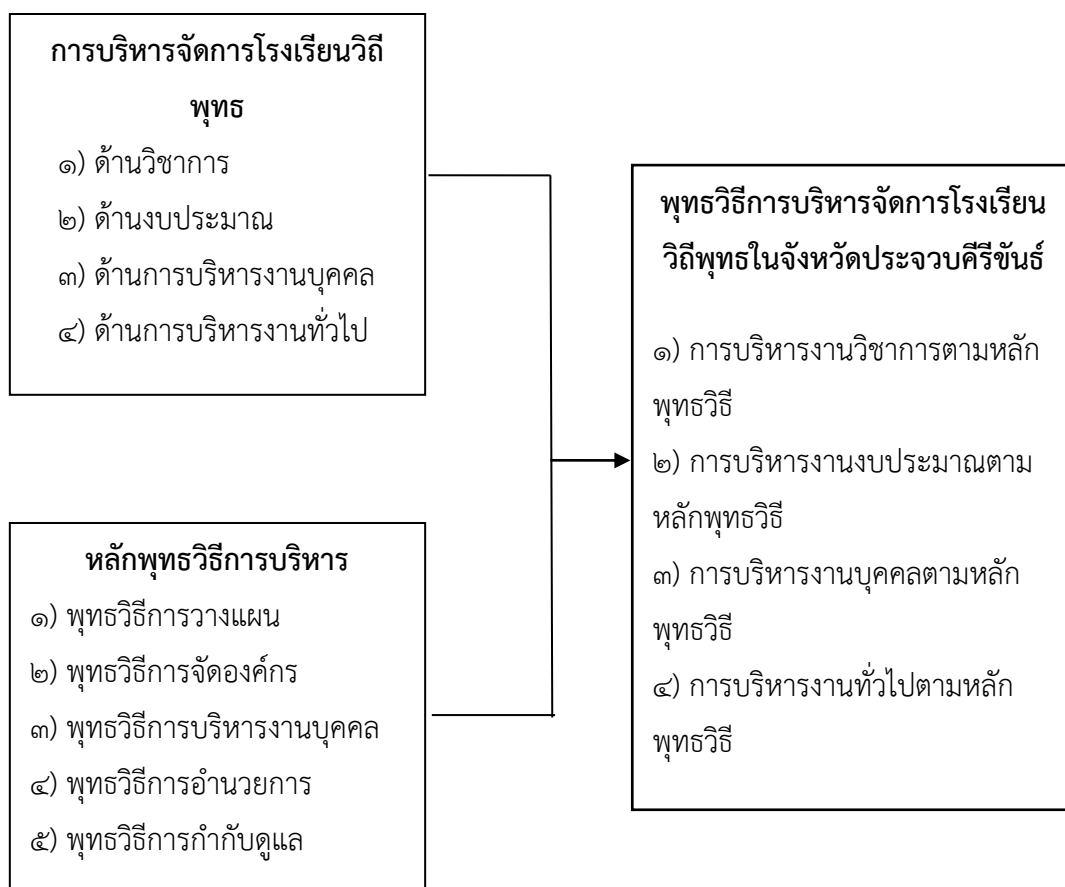 การบริหารจัดการโรงเรียนวิถี
พุทธ
๑) ด้านวิชาการ
๒) ด้านงบประมาณ
๓) ด้านการบริหารงานบุคคล
๔) ด้านการบริหารงานทั่วไป
หลักพุทธวิธีการบริหาร
๑) พุทธวิธีการวางแผน
๒) พุทธวิธีการจัดองค์กร
๓) พุทธวิธีการบริหารงานบุคคล
๔) พุทธวิธีการอำนวยการ
๕) พุทธวิธีการกำกับดูแล
พุทธวิธีการบริหารจัดการโรงเรียน
วิถีพุทธในจังหวัดประจวบคีรีขันธ์
๑) การบริหารงานวิชาการตามหลัก
พุทธวิธี
๒) การบริหารงานงบประมาณตาม
หลักพุทธวิธี
๓) การบริหารงานบุคคลตามหลัก
พุทธวิธี
๔) การบริหารงานทั่วไปตามหลัก
พุทธวิธี